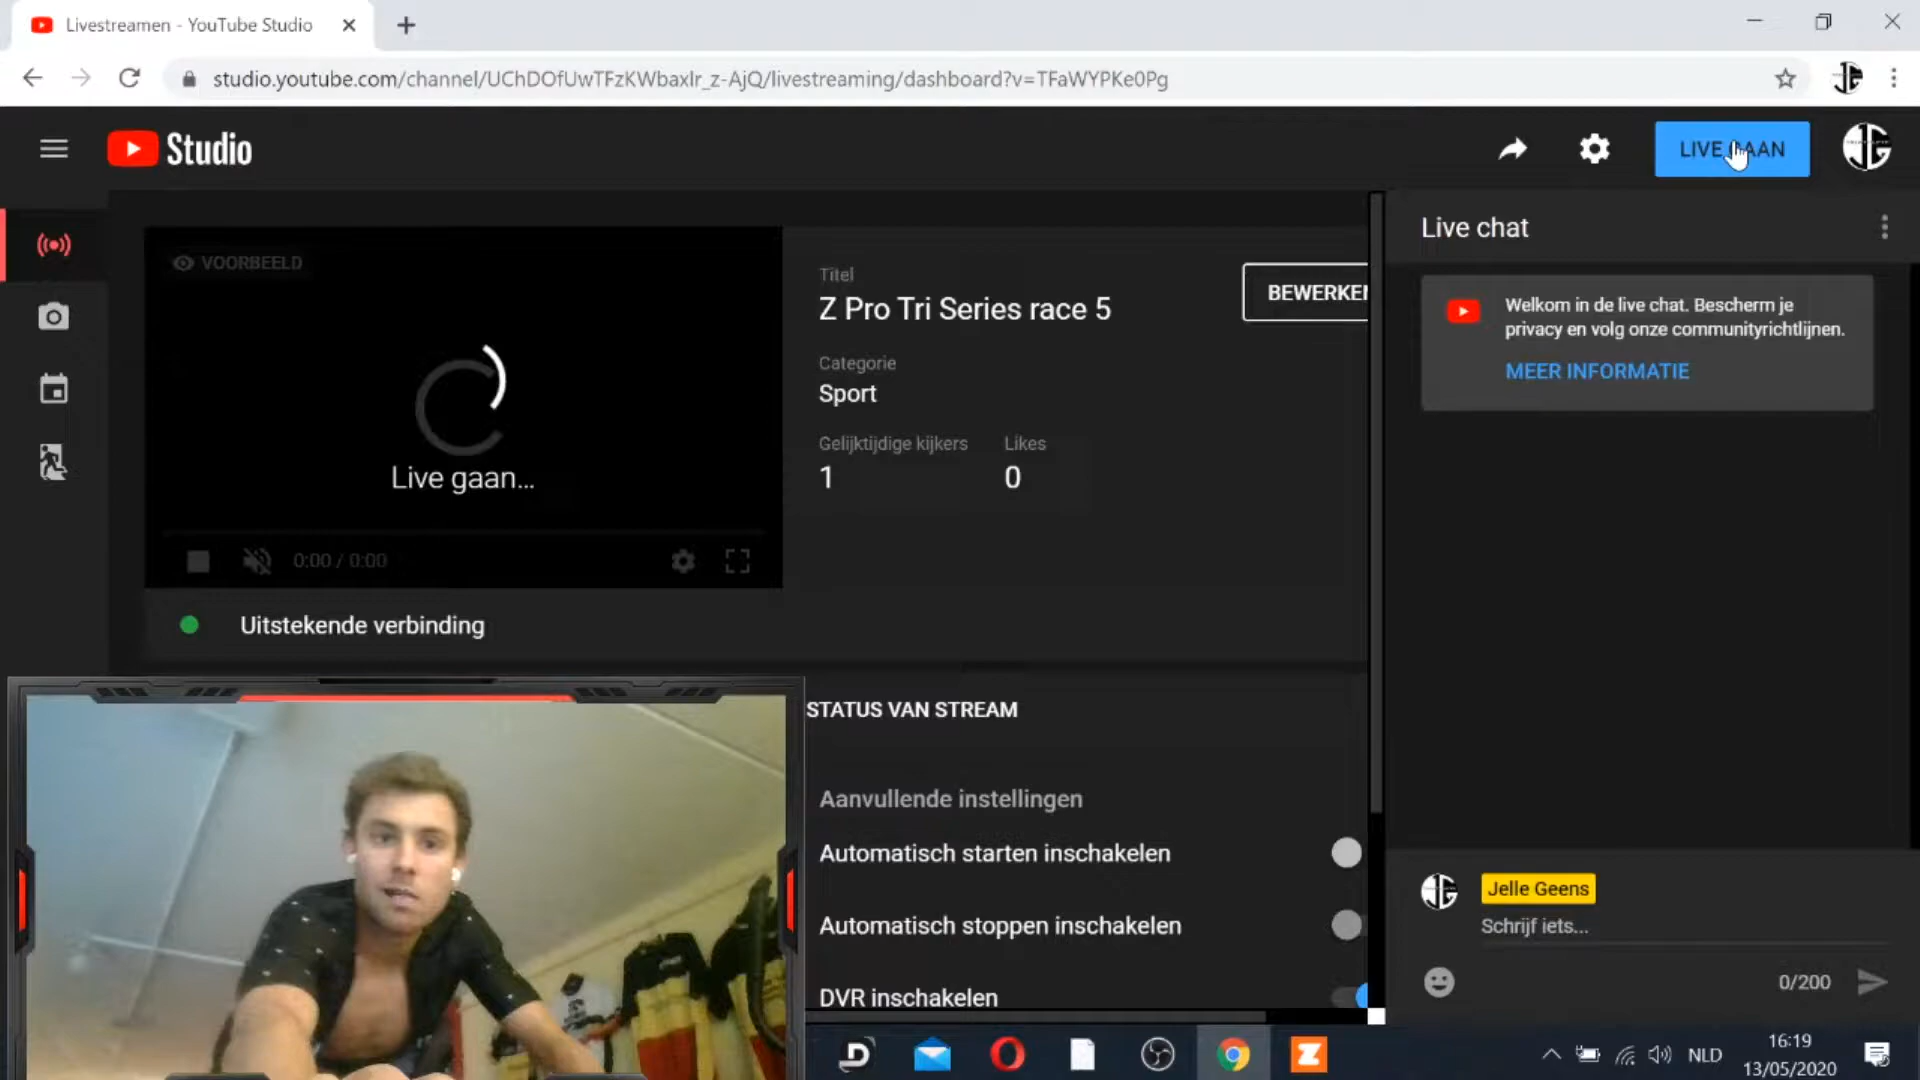 Livestreamen - YouTube Studio
studio.youtube.com/channel/UChDOfUwTFzKWbaxlr_z-AjQ/livestreaming/dashboard?v=TFaWYPKe0Pg
Studio
LIVE GAAN
JG
VOORBEELD
Live gaan...
0:00 / 0:00
Uitstekende verbinding
Titel
Z Pro Tri Series race 5
BEWERKEN
Categorie
Sport
Gelijktijdige kijkers Likes
1 0
STATUS VAN STREAM
Aanvullende instellingen
Automatisch starten inschakelen
Automatisch stoppen inschakelen
DVR inschakelen
Live chat
Welkom in de live chat. Bescherm je
privacy en volg onze communityrichtlijnen.
MEER INFORMATIE
Jelle Geens
Schrijf iets...
0/200
NLD
16:19
13/05/2020